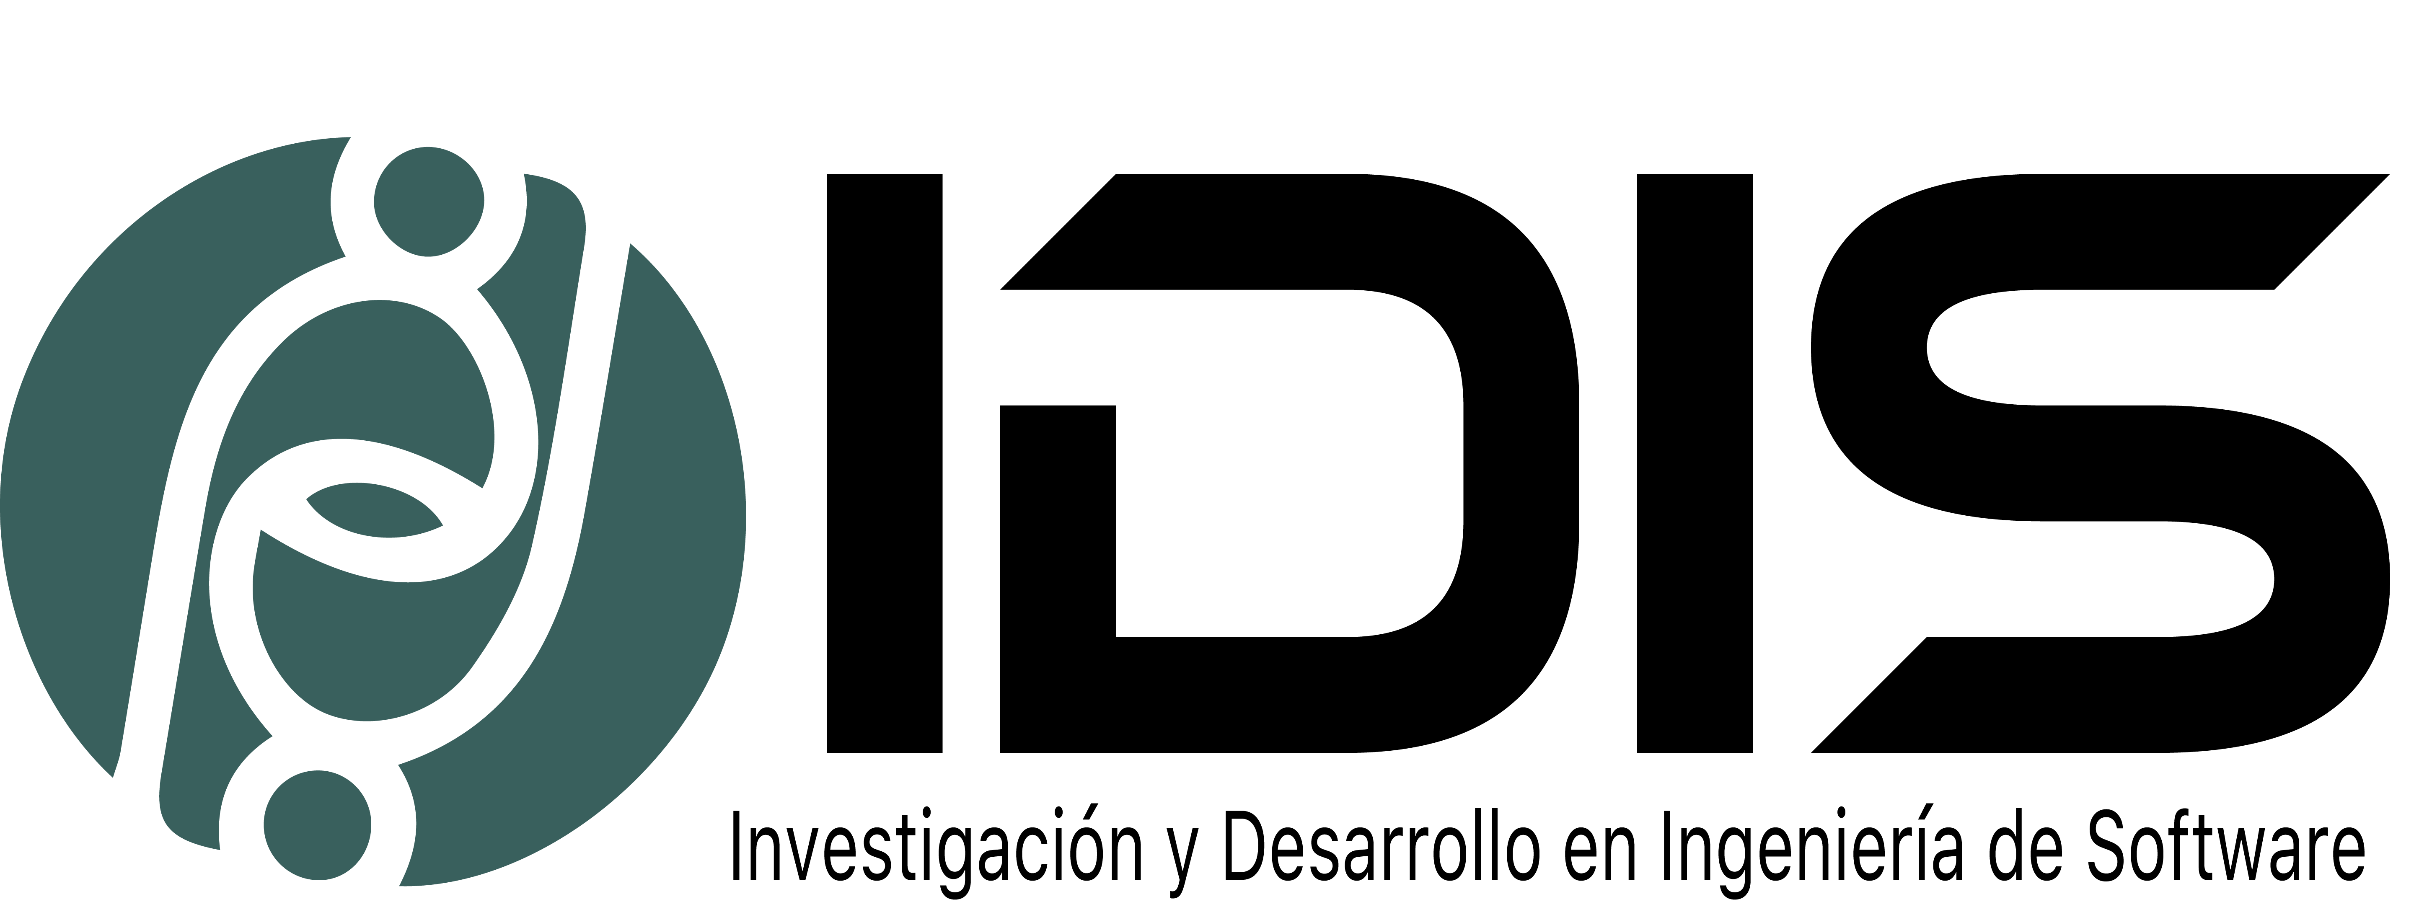 IDIS
Investigación y Desarrollo en Ingeniería de Software